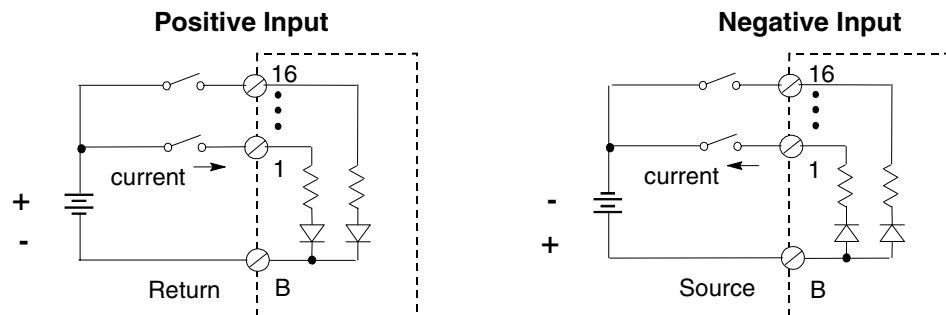 Positive Input
16
1
current
+
-
Return
B
Negative Input
16
1
current
-
+
Source
B